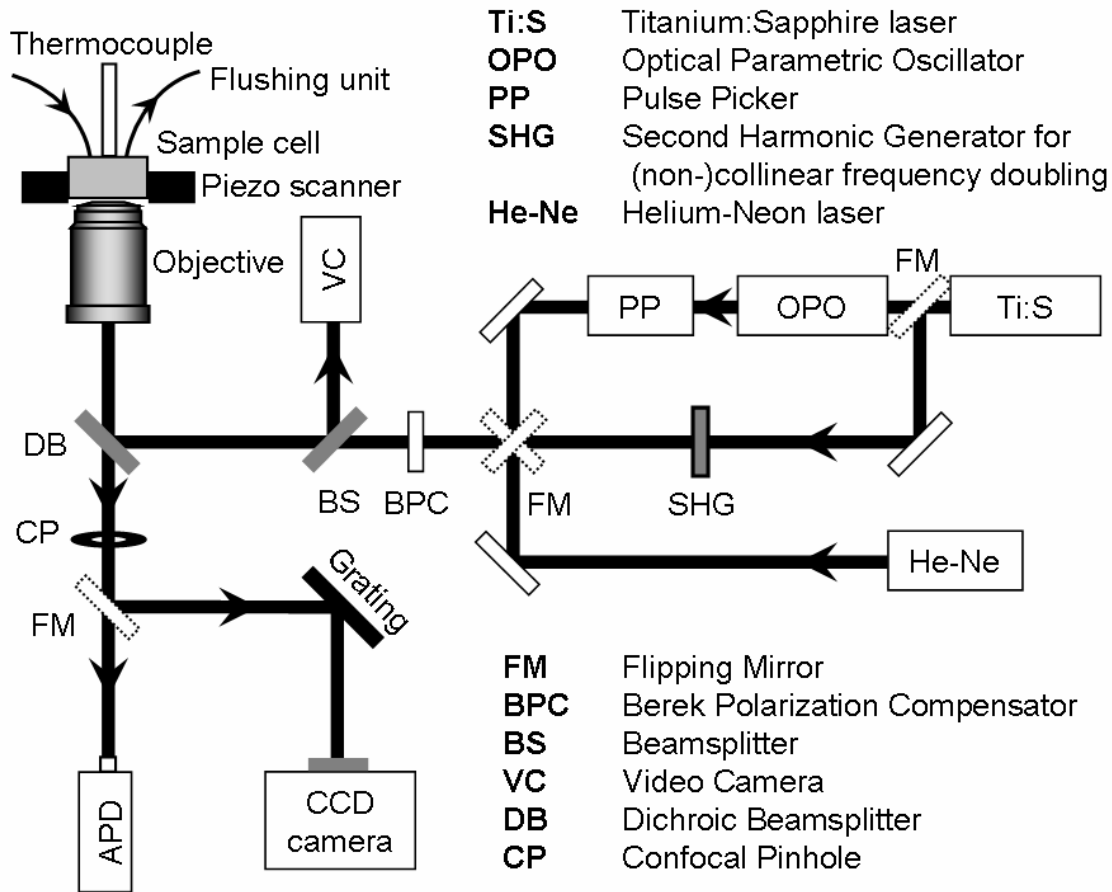 Thermocouple
Flushing unit
Sample cell
Piezo scanner
Objective
VC
DB
BS
BPC
CP
FM
Grating
APD
CCD
camera
Ti:S Titanium:Sapphire laser
OPO Optical Parametric Oscillator
PP Pulse Picker
SHG Second Harmonic Generator for
(non-)collinear frequency doubling
He-Ne Helium-Neon laser
FM
PP
OPO
Ti:S
FM
SHG
He-Ne
FM Flipping Mirror
BPC Berek Polarization Compensator
BS Beamsplitter
VC Video Camera
DB Dichroic Beamsplitter
CP Confocal Pinhole